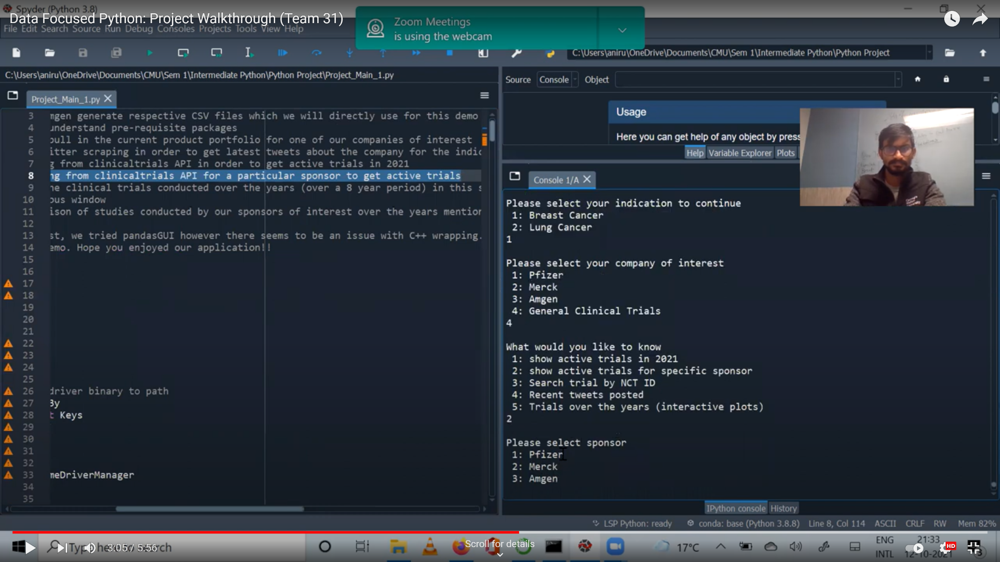 Spyder (Python 3.8)
Data Focused Python: Project Walkthrough (Team 31)
File Edit Search Source Run Debug Consoles Projects Tools View Help
Zoom Meetings
is using the webcam
C:\Users\aniru\OneDrive\Documents\CMU\Sem 1\Intermediate Python\Python Project
C:\Users\aniru\OneDrive\Documents\CMU\Sem 1\Intermediate Python\Python Project\Project_Main_1.py
Project_Main_1.py
3 mgen generate respective CSV files which we will directly use for this demo
4 understand pre-requisite packages
5 pull in the current product portfolio for one of our companies of interest
6 itter scraping in order to get latest tweets about the company for the indic
7 g from clinicaltrials API in order to get active trials in 2021
8 ng from clinicaltrials API for a particular sponsor to get active trials
9 ne clinical trials conducted over the years (over a 8 year period) in this s
10 ous window
11 ison of studies conducted by our sponsors of interest over the years mention
12
13 st, we tried pandasGUI however there seems to be an issue with C++ wrapping.
14 emo. Hope you enjoyed our application!!
15
16
17
18
19
20
21
22
23
24
25
26 driver binary to path
27 By
28 t Keys
29
30
31
32
33 meDriverManager
34
35
Source Console Object
Usage
Here you can get help of any object by press
Help Variable Explorer Plots
Console 1/A
Please select your indication to continue
1: Breast Cancer
2: Lung Cancer
1
Please select your company of interest
1: Pfizer
2: Merck
3: Amgen
4: General Clinical Trials
4
What would you like to know
1: show active trials in 2021
2: show active trials for specific sponsor
3: Search trial by NCT ID
4: Recent tweets posted
5: Trials over the years (interactive plots)
2
Please select sponsor
1: Pfizer
2: Merck
3: Amgen
IPython console History
LSP Python: ready conda: base (Python 3.8.8) Line 8, Col 114 ASCII CRLF RW Mem 82%
Type here to search
3:05 / 5:56
Scroll for details
17°C
ENG
INTL
21:33
12-10-2021
HD
3